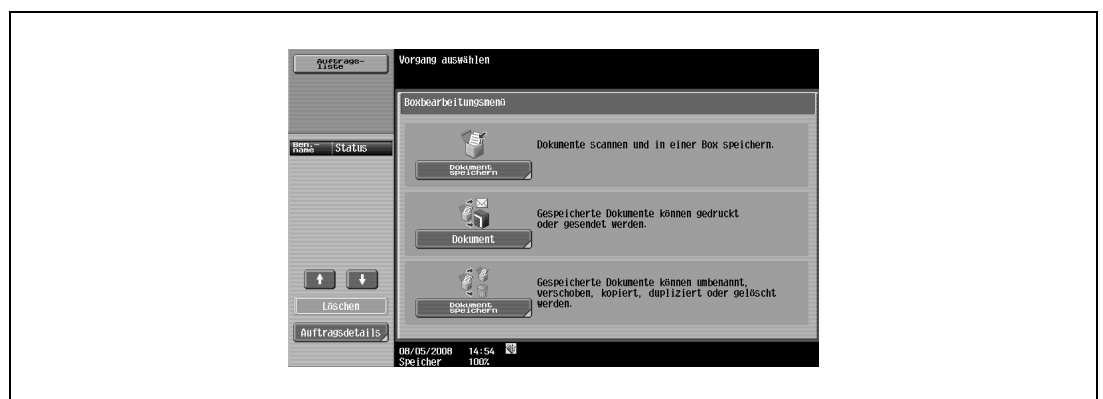 Auftrags-
liste
Vorgang auswählen
Boxbearbeitungsmenü
Ben.-
name
Status
Dokumente scannen und in einer Box speichern.
Dokument
speichern
Gespeicherte Dokumente können gedruckt
oder gesendet werden.
Dokument
Gespeicherte Dokumente können umbenannt,
verschoben, kopiert, dupliziert oder gelöscht
werden.
Dokument
speichern
Löschen
Auftragsdetails
08/05/2008 14:54
Speicher 100%